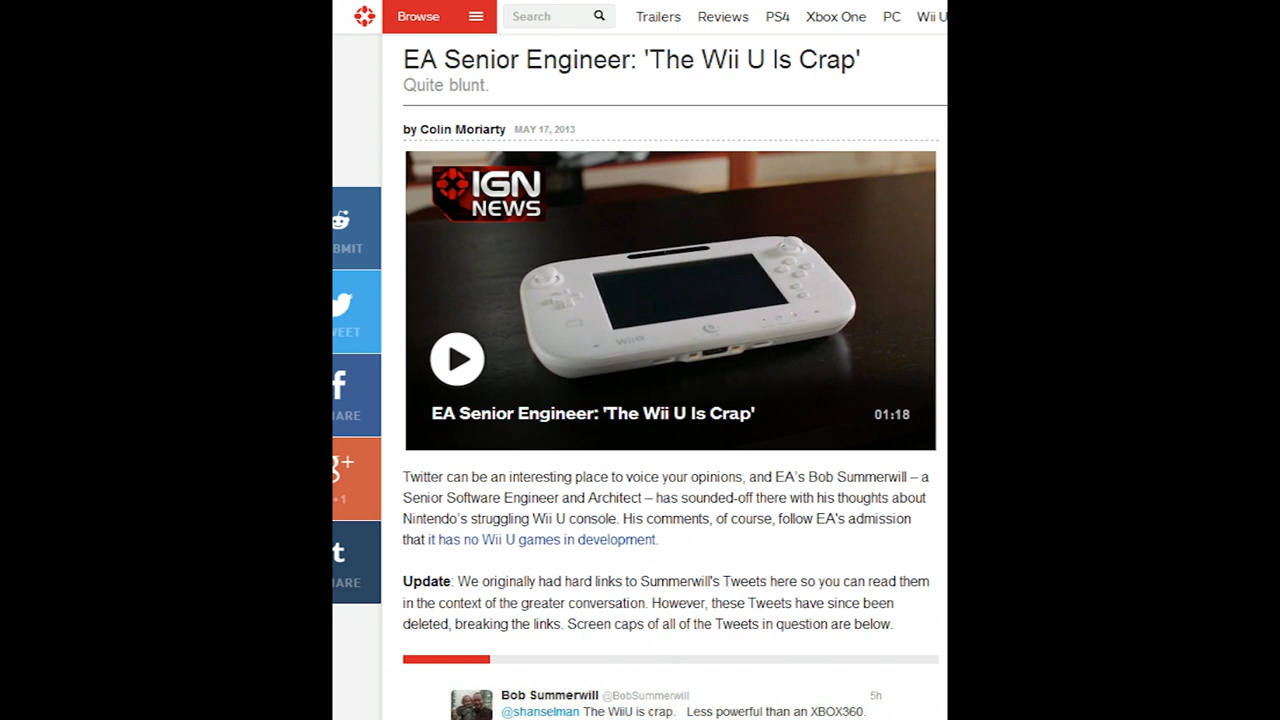 Browse
Search
Trailers Reviews PS4 Xbox One PC Wii U
EA Senior Engineer: 'The Wii U Is Crap'
Quite blunt.
by Colin Moriarty MAY 17, 2013
IGN
NEWS
BMIT
WEET
ARE
+1
ARE
WiiU
EA Senior Engineer: 'The Wii U Is Crap'
01:18
Twitter can be an interesting place to voice your opinions, and EA's Bob Summerwill – a
Senior Software Engineer and Architect – has sounded-off there with his thoughts about
Nintendo's struggling Wii U console. His comments, of course, follow EA's admission
that it has no Wii U games in development.
Update: We originally had hard links to Summerwill's Tweets here so you can read them
in the context of the greater conversation. However, these Tweets have since been
deleted, breaking the links. Screen caps of all of the Tweets in question are below.
Bob Summerwill @BobSummerwill 5h
@shanselman The WiiU is crap. Less powerful than an XBOX360.